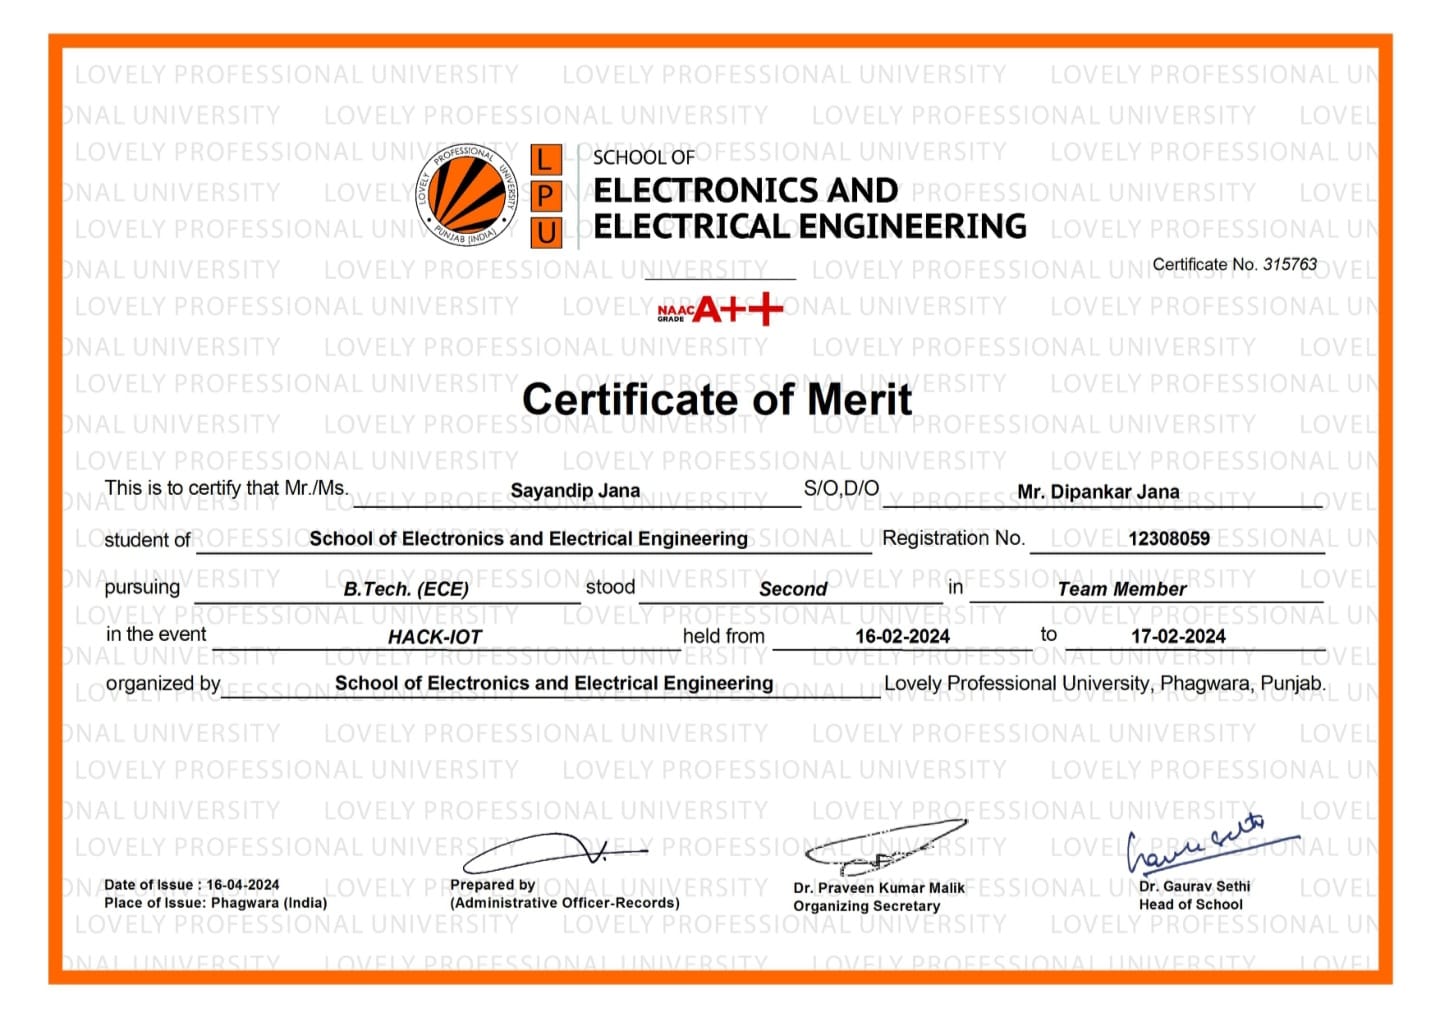 LOVELY PROFESSIONAL UNIVERSITY
PUNJAB (INDIA)
L
P
U
SCHOOL OF
ELECTRONICS AND
ELECTRICAL ENGINEERING
Certificate No. 315763
NAAC
GRADE
A++
Certificate of Merit
This is to certify that Mr./Ms. Sayandip Jana S/O,D/O Mr. Dipankar Jana
student of School of Electronics and Electrical Engineering Registration No. 12308059
pursuing B.Tech. (ECE) stood Second in Team Member
in the event HACK-IOT held from 16-02-2024 to 17-02-2024
organized by School of Electronics and Electrical Engineering Lovely Professional University, Phagwara, Punjab.
Date of Issue : 16-04-2024
Place of Issue: Phagwara (India)
Prepared by
(Administrative Officer-Records)
Dr. Praveen Kumar Malik
Organizing Secretary
Dr. Gaurav Sethi
Head of School